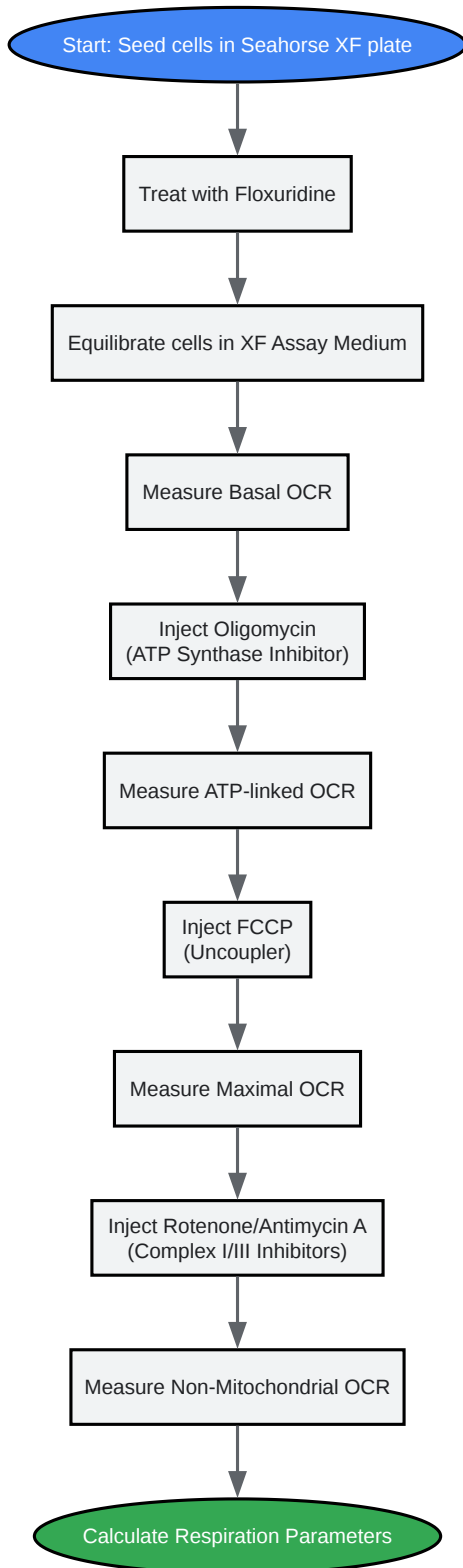 Start: Seed cells in Seahorse XF plate
Treat with Floxuridine
Equilibrate cells in XF Assay Medium
Measure Basal OCR
Inject Oligomycin
(ATP Synthase Inhibitor)
Measure ATP-linked OCR
Inject FCCP
(Uncoupler)
Measure Maximal OCR
Inject Rotenone/Antimycin A
(Complex I/III Inhibitors)
Measure Non-Mitochondrial OCR
Calculate Respiration Parameters